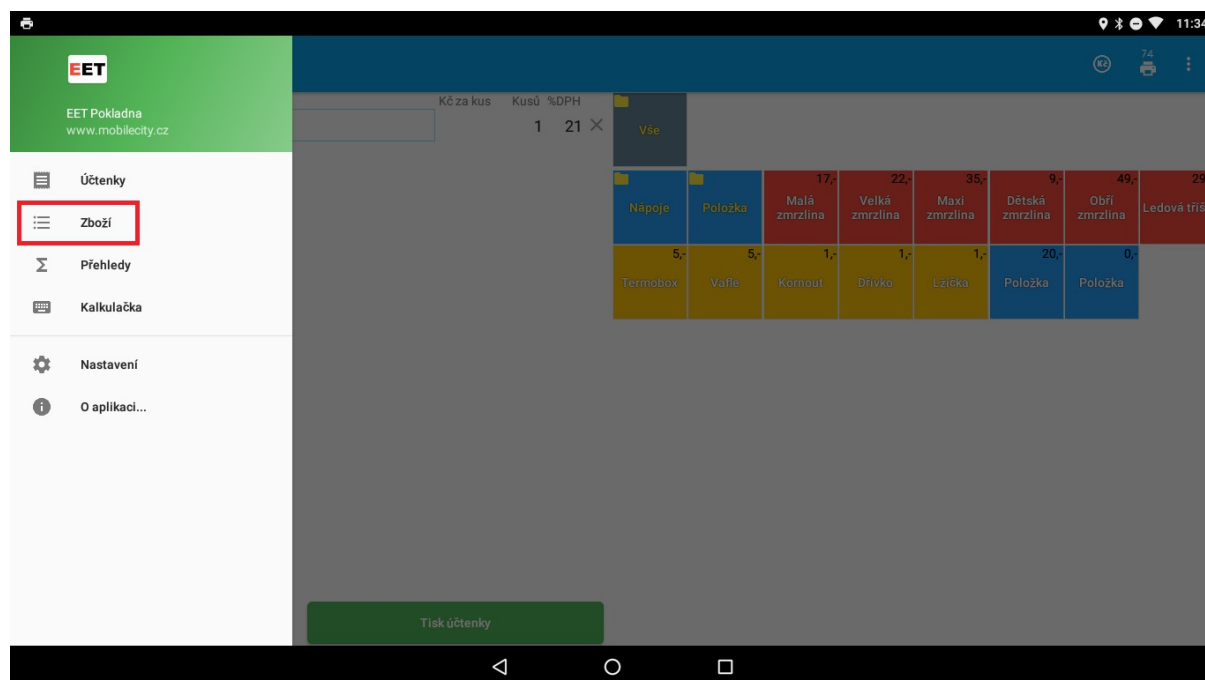 11:34
EET
EET Pokladna
www.mobilecity.cz
Účtenky
Zboží
Přehledy
Kalkulačka
Nastavení
O aplikaci...
Kč
74
Kč za kus Kusů %DPH
1 21
Vše
Nápoje
Položka
17,-
Malá
zmrzlina
22,-
Velká
zmrzlina
35,-
Maxi
zmrzlina
9,-
Dětská
zmrzlina
49,-
Obří
zmrzlina
29
Ledová tříš
5,-
Termobox
5,-
Vafle
1,-
Kornout
1,-
Dřívko
1,-
Lžička
20,-
Položka
0,-
Položka
Tisk účtenky